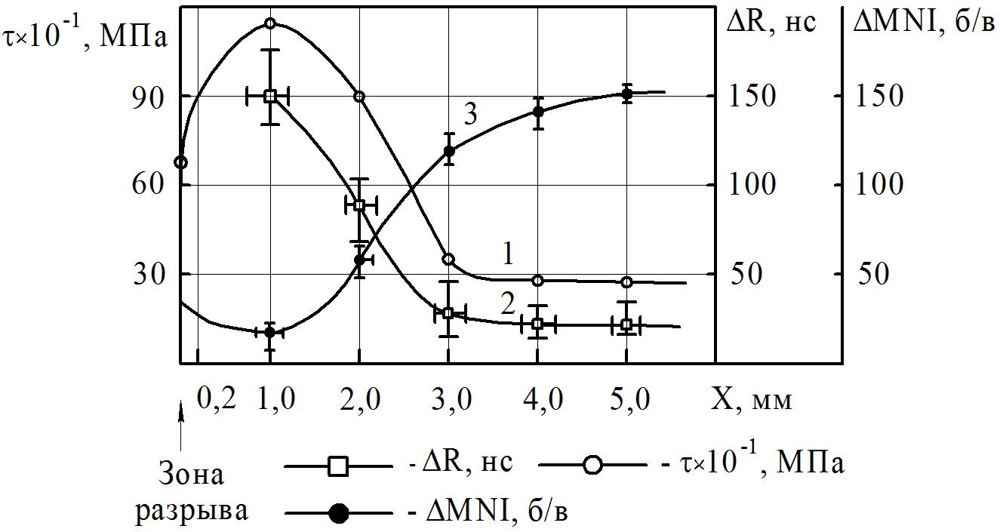 τ×10⁻¹, МПа
ΔR, нс
ΔMNI, б/в
90
150
150
3
60
100
100
1
30
50
50
2
0,2 1,0 2,0 3,0 4,0 5,0 X, мм
Зона
разрыва
- ΔR, нс
- τ×10⁻¹, МПа
- ΔMNI, б/в